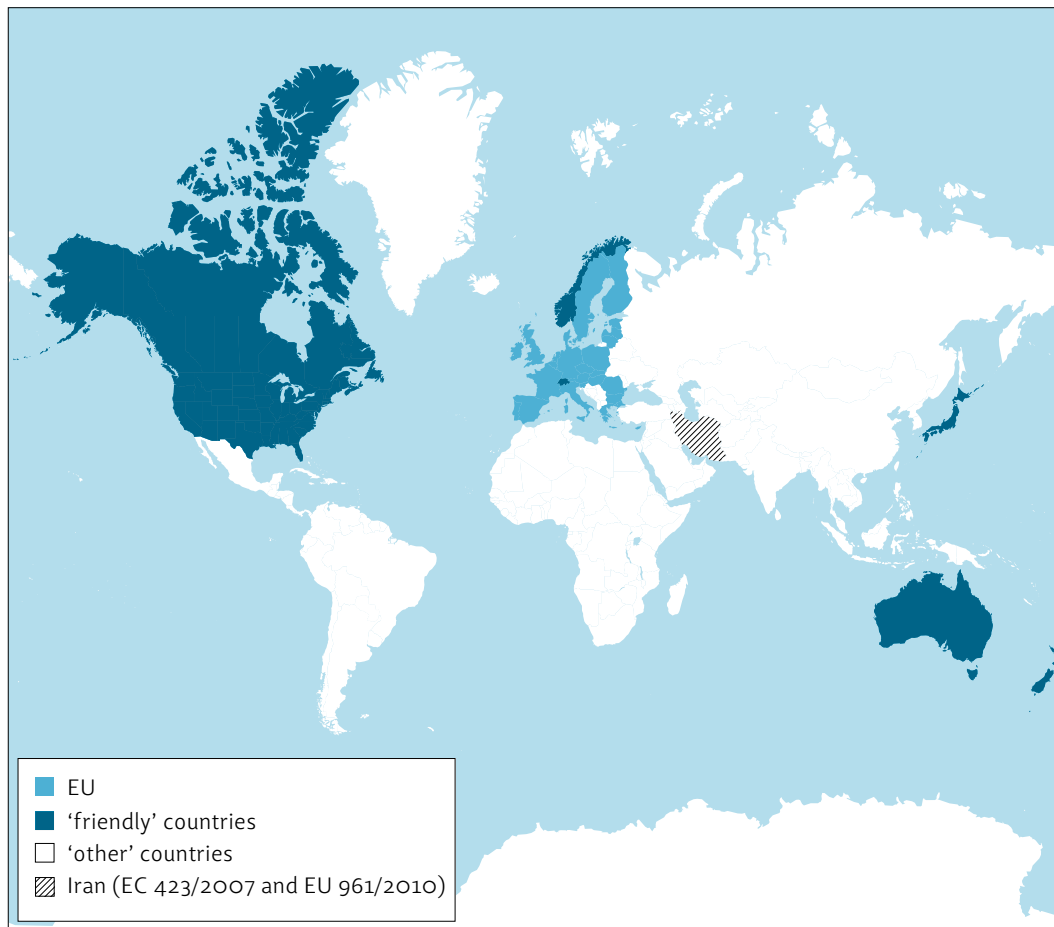 EU
‘friendly’ countries
‘other’ countries
Iran (EC 423/2007 and EU 961/2010)